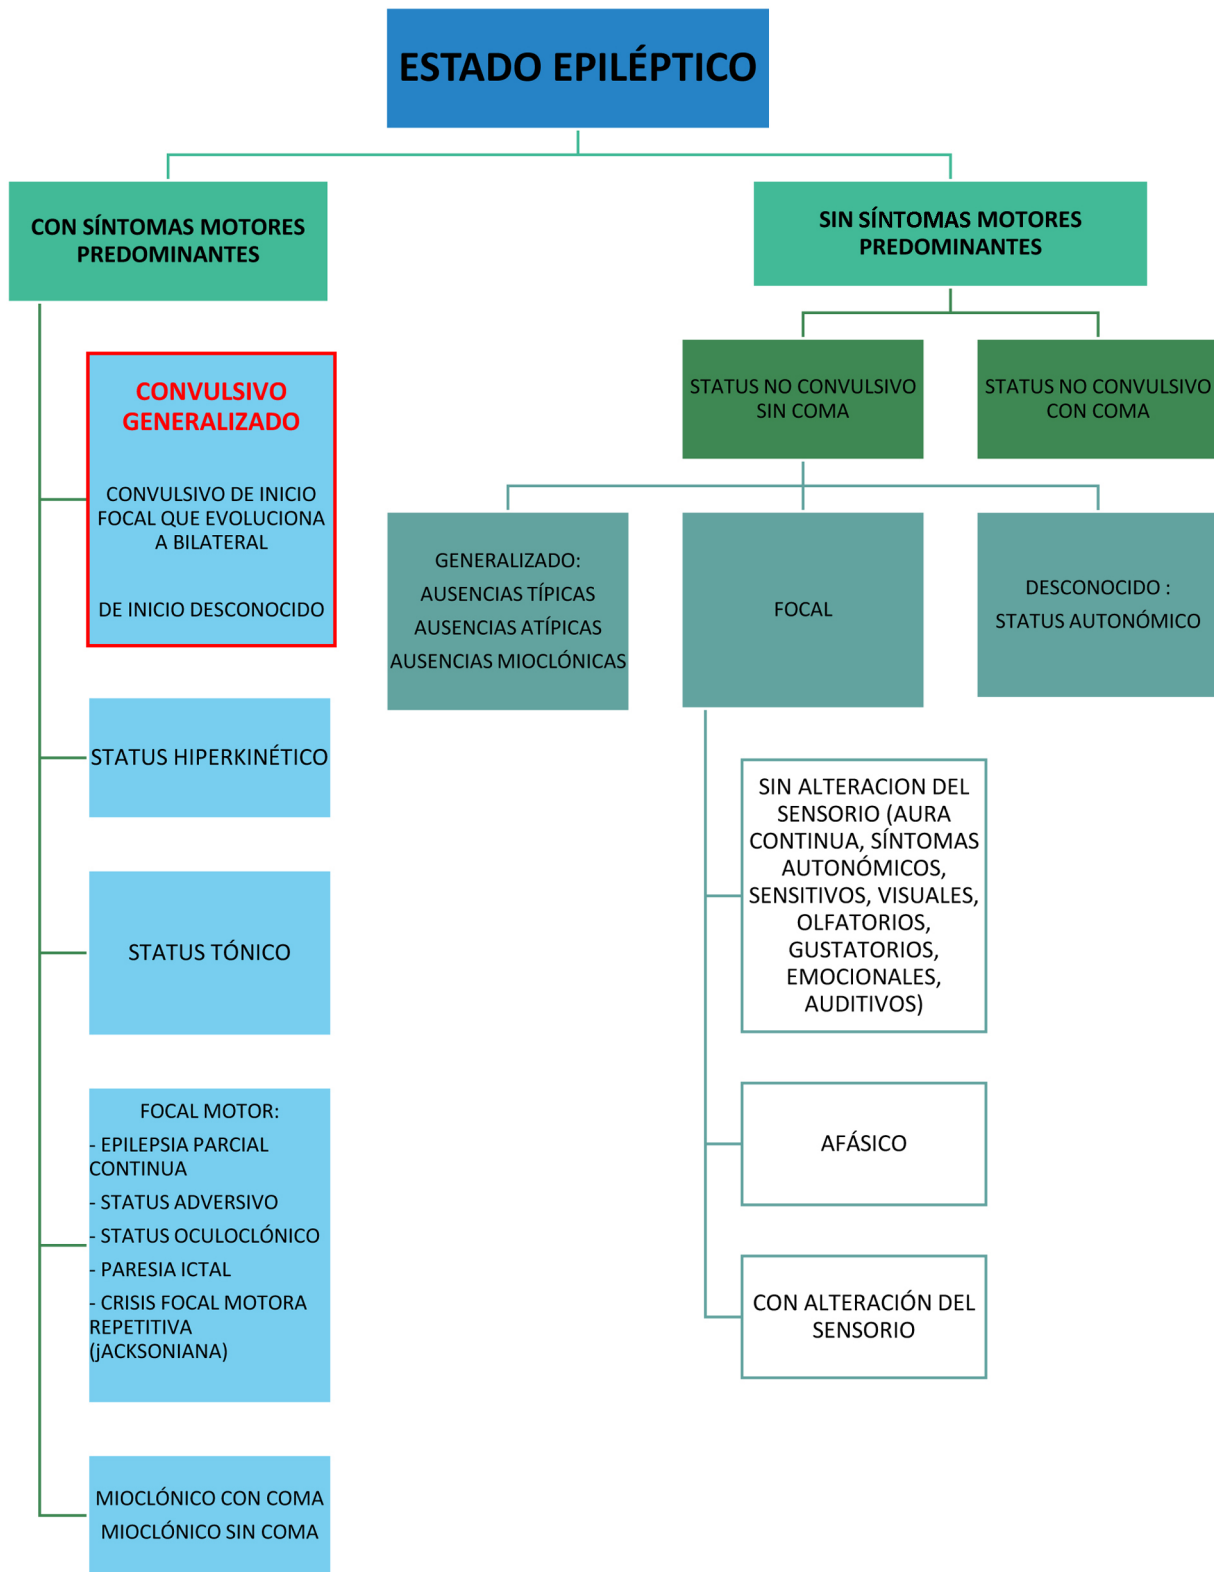 ESTADO EPILÉPTICO
CON SÍNTOMAS MOTORES
PREDOMINANTES
SIN SÍNTOMAS MOTORES
PREDOMINANTES
CONVULSIVO
GENERALIZADO
CONVULSIVO DE INICIO
FOCAL QUE EVOLUCIONA
A BILATERAL
DE INICIO DESCONOCIDO
STATUS HIPERKINÉTICO
STATUS TÓNICO
FOCAL MOTOR:
- EPILEPSIA PARCIAL
CONTINUA
- STATUS ADVERSIVO
- STATUS OCULOCLÓNICO
- PARESIA ICTAL
- CRISIS FOCAL MOTORA
REPETITIVA
(jACKSONIANA)
MIOCLÓNICO CON COMA
MIOCLÓNICO SIN COMA
STATUS NO CONVULSIVO
SIN COMA
STATUS NO CONVULSIVO
CON COMA
GENERALIZADO:
AUSENCIAS TÍPICAS
AUSENCIAS ATÍPICAS
AUSENCIAS MIOCLÓNICAS
FOCAL
DESCONOCIDO :
STATUS AUTONÓMICO
SIN ALTERACION DEL
SENSORIO (AURA
CONTINUA, SÍNTOMAS
AUTONÓMICOS,
SENSITIVOS, VISUALES,
OLFATORIOS,
GUSTATORIOS,
EMOCIONALES,
AUDITIVOS)
AFÁSICO
CON ALTERACIÓN DEL
SENSORIO